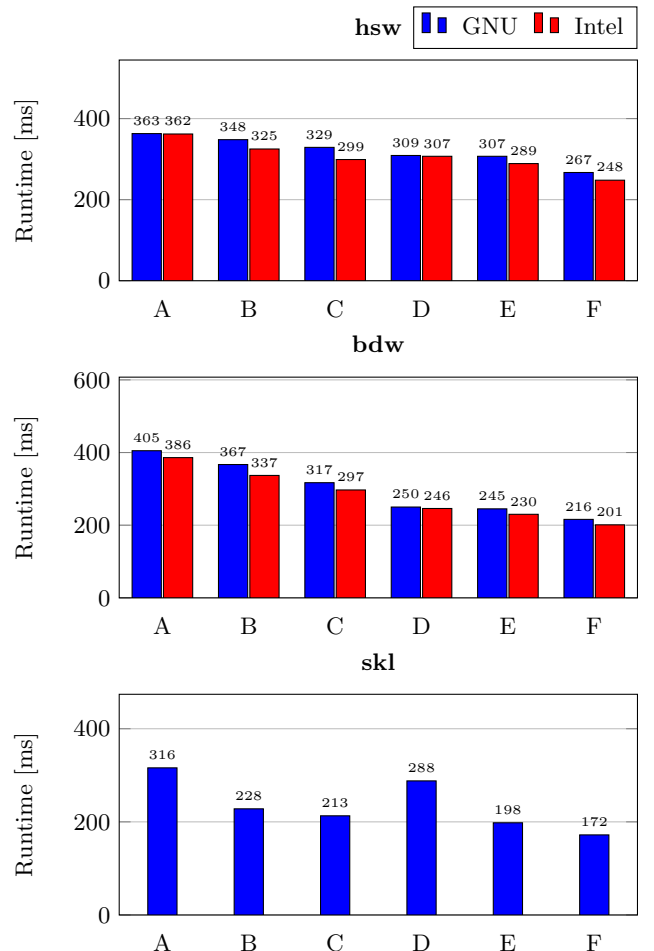 hsw GNU Intel
Runtime [ms]
400
200
0
363 362 348 325 329 299 309 307 307 289 267 248
A B C D E F
bdw
Runtime [ms]
600
400
200
0
405 386 367 337 317 297 250 246 245 230 216 201
A B C D E F
skl
Runtime [ms]
400
200
0
316 228 213 288 198 172
A B C D E F